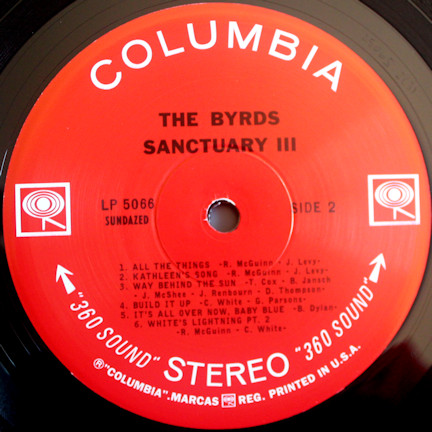 COLUMBIA
THE BYRDS
SANCTUARY III
LP 5066
SUNDAZED
SIDE 2
1. ALL THE THINGS -R. McGuinn - J. Levy-
2. KATHLEEN'S SONG -R. McGuinn - J. Levy-
3. WAY BEHIND THE SUN -T. Cox - B. Jansch
- J. McShee - J. Renbourn - D. Thompson-
4. BUILD IT UP -C. White - G. Parsons-
5. IT'S ALL OVER NOW, BABY BLUE -B. Dylan-
6. WHITE'S LIGHTNING PT. 2
-R. McGuinn - C. White-
"360 SOUND" STEREO "360 SOUND"
®"COLUMBIA".MARCAS REG. PRINTED IN U.S.A.